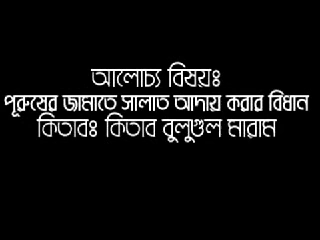 আলোচ্য বিষয়ঃ
পুরুষের জামাতে সালাত আদায় করার বিধান
কিতাবঃ কিতাব বুলুগুল মারাম